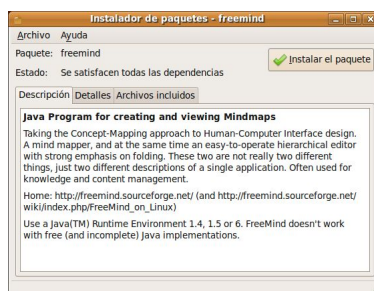 Instalador de paquetes - freemind
Archivo Ayuda
Paquete: freemind
Instalar el paquete
Estado: Se satisfacen todas las dependencias
Descripción Detalles Archivos incluidos
Java Program for creating and viewing Mindmaps
Taking the Concept-Mapping approach to Human-Computer Interface design.
A mind mapper, and at the same time an easy-to-operate hierarchical editor
with strong emphasis on folding. These two are not really two different
things, just two different descriptions of a single application. Often used for
knowledge and content management.
Home: http://freemind.sourceforge.net/ (and http://freemind.sourceforge.net/
wiki/index.php/FreeMind_on_Linux)
Use a Java(TM) Runtime Environment 1.4, 1.5 or 6. FreeMind doesn't work
with free (and incomplete) Java implementations.